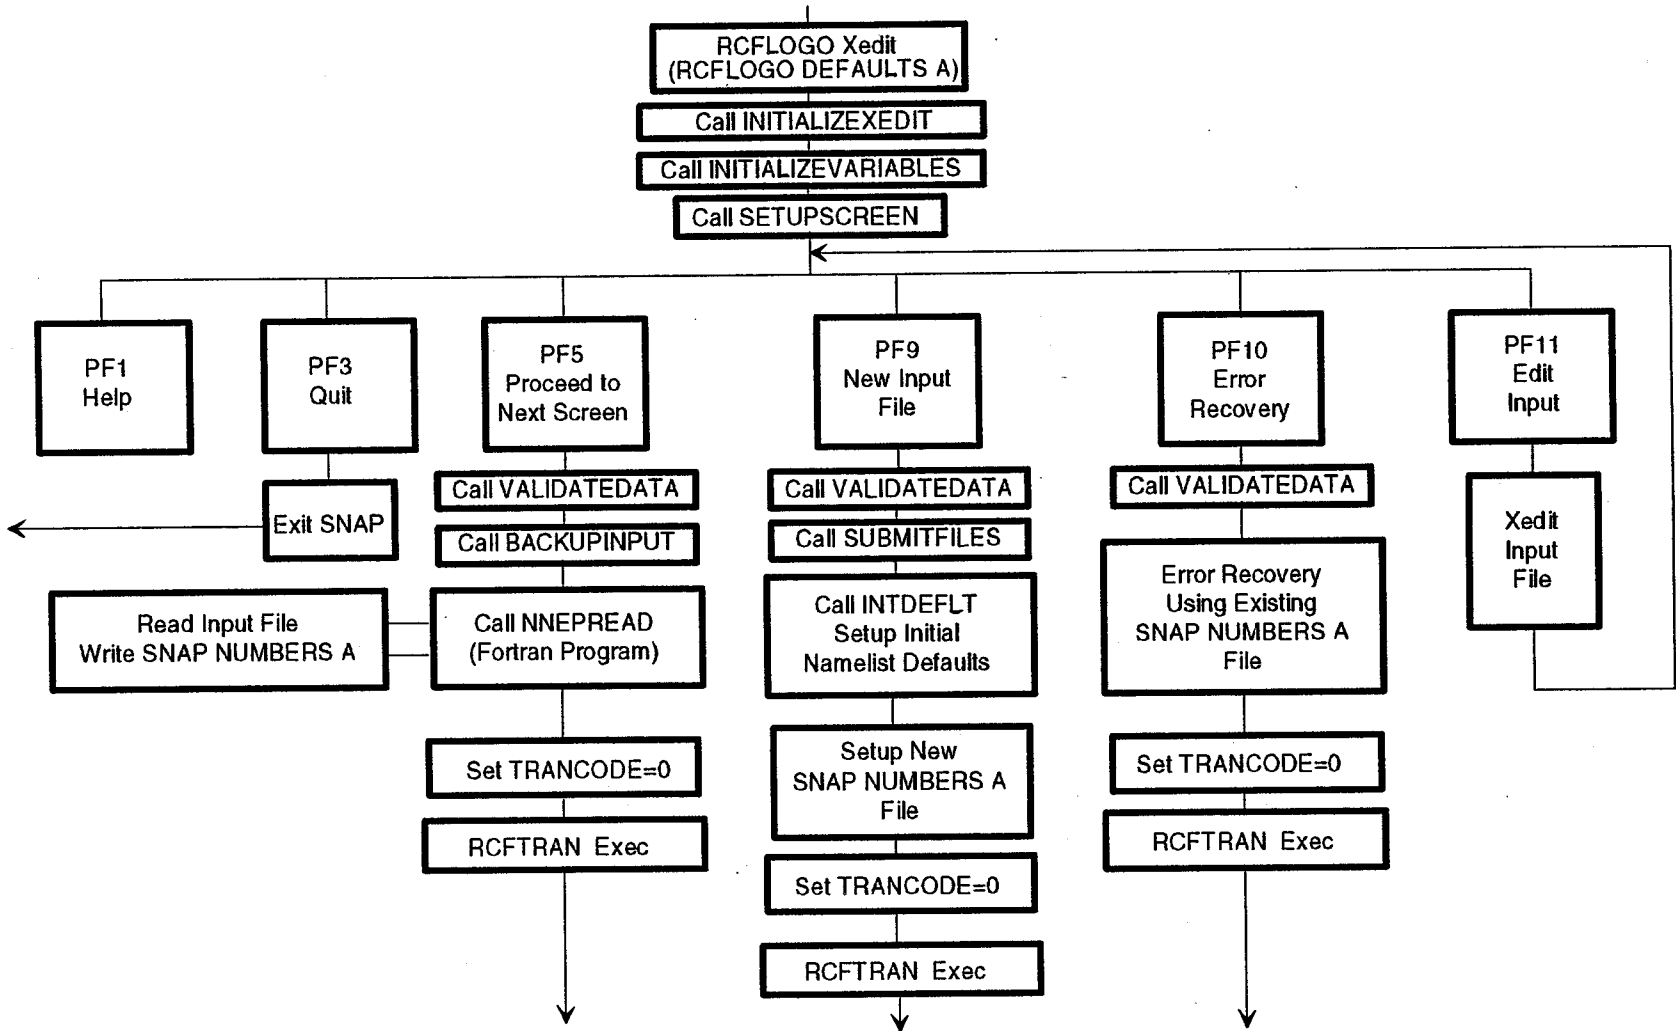 RCFLOGO Xedit
(RCFLOGO DEFAULTS A)
Call INITIALIZEXEDIT
Call INITIALIZEVARIABLES
Call SETUPSCREEN
PF1
Help
PF3
Quit
Exit SNAP
PF5
Proceed to
Next Screen
Call VALIDATEDATA
Call BACKUPINPUT
Call NNEPREAD
(Fortran Program)
Read Input File
Write SNAP NUMBERS A
Set TRANCODE=0
RCFTRAN Exec
PF9
New Input
File
Call VALIDATEDATA
Call SUBMITFILES
Call INTDEFLT
Setup Initial
Namelist Defaults
Setup New
SNAP NUMBERS A
File
Set TRANCODE=0
RCFTRAN Exec
PF10
Error
Recovery
Call VALIDATEDATA
Error Recovery
Using Existing
SNAP NUMBERS A
File
Set TRANCODE=0
RCFTRAN Exec
PF11
Edit
Input
Xedit
Input
File